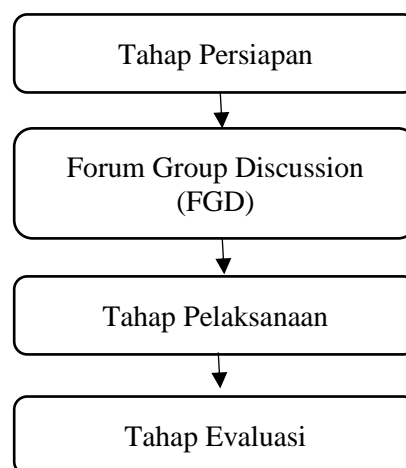 Tahap Persiapan
Forum Group Discussion
(FGD)
Tahap Pelaksanaan
Tahap Evaluasi